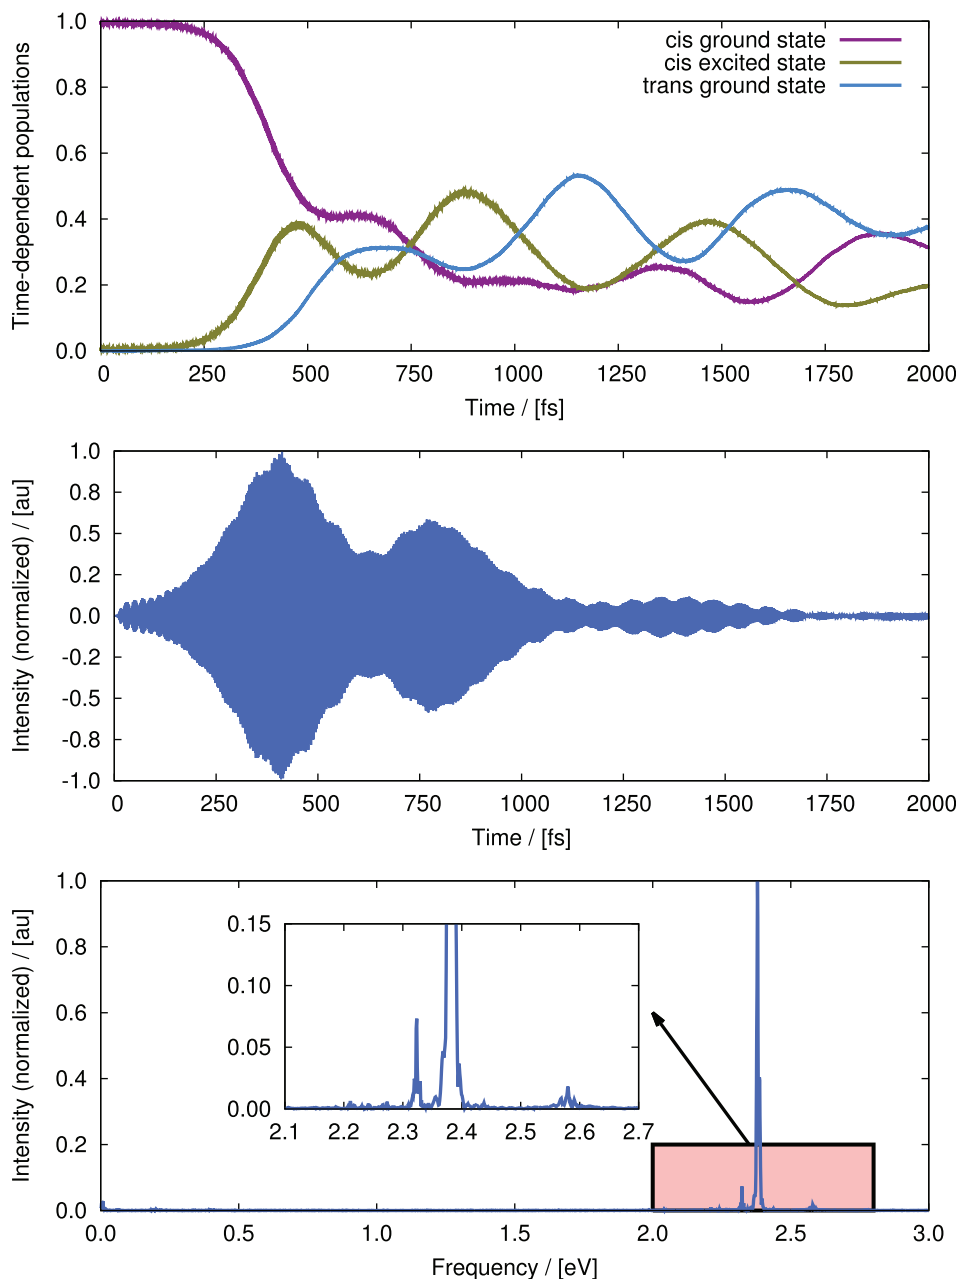 1.0
0.8
0.6
0.4
0.2
0.0
Time-dependent populations
cis ground state
cis excited state
trans ground state
0 250 500 750 1000 1250 1500 1750 2000
Time / [fs]
1.0
0.8
0.5
0.2
0.0
-0.2
-0.5
-0.8
-1.0
Intensity (normalized) / [au]
0 250 500 750 1000 1250 1500 1750 2000
Time / [fs]
1.0
0.8
0.6
0.4
0.2
0.0
Intensity (normalized) / [au]
0.15
0.10
0.05
0.00
2.1 2.2 2.3 2.4 2.5 2.6 2.7
0.0 0.5 1.0 1.5 2.0 2.5 3.0
Frequency / [eV]